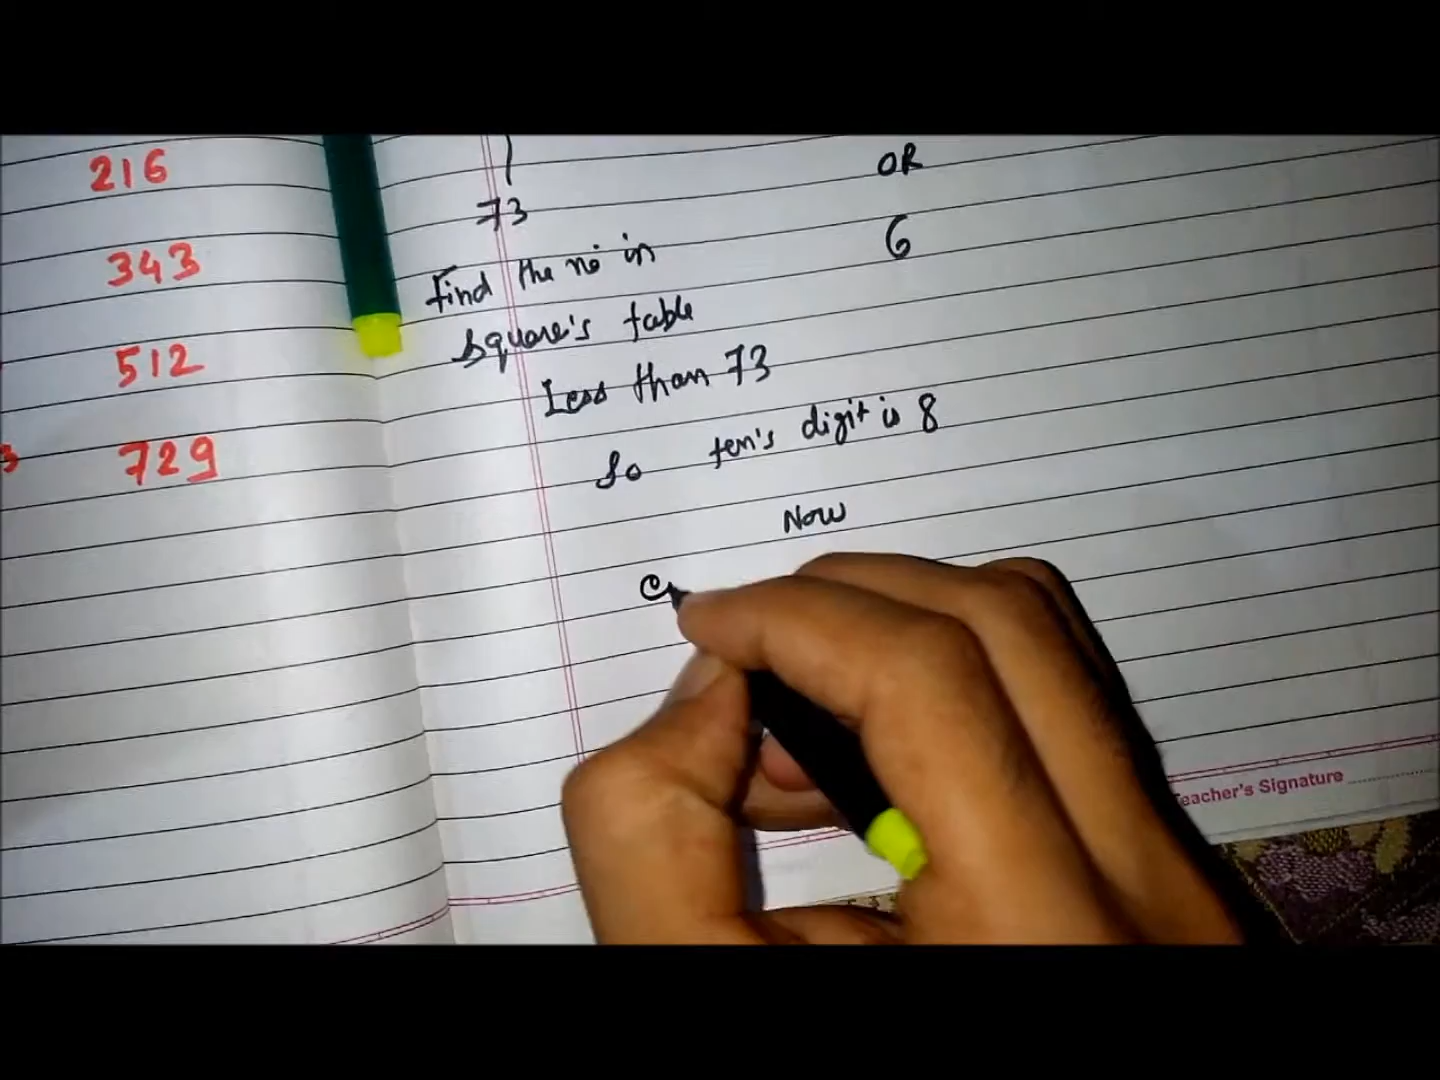 216
343
512
3
729
73
OR
6
Find the no in
square's table
Less than 73
So ten's digit is 8
Now
Teacher's Signature